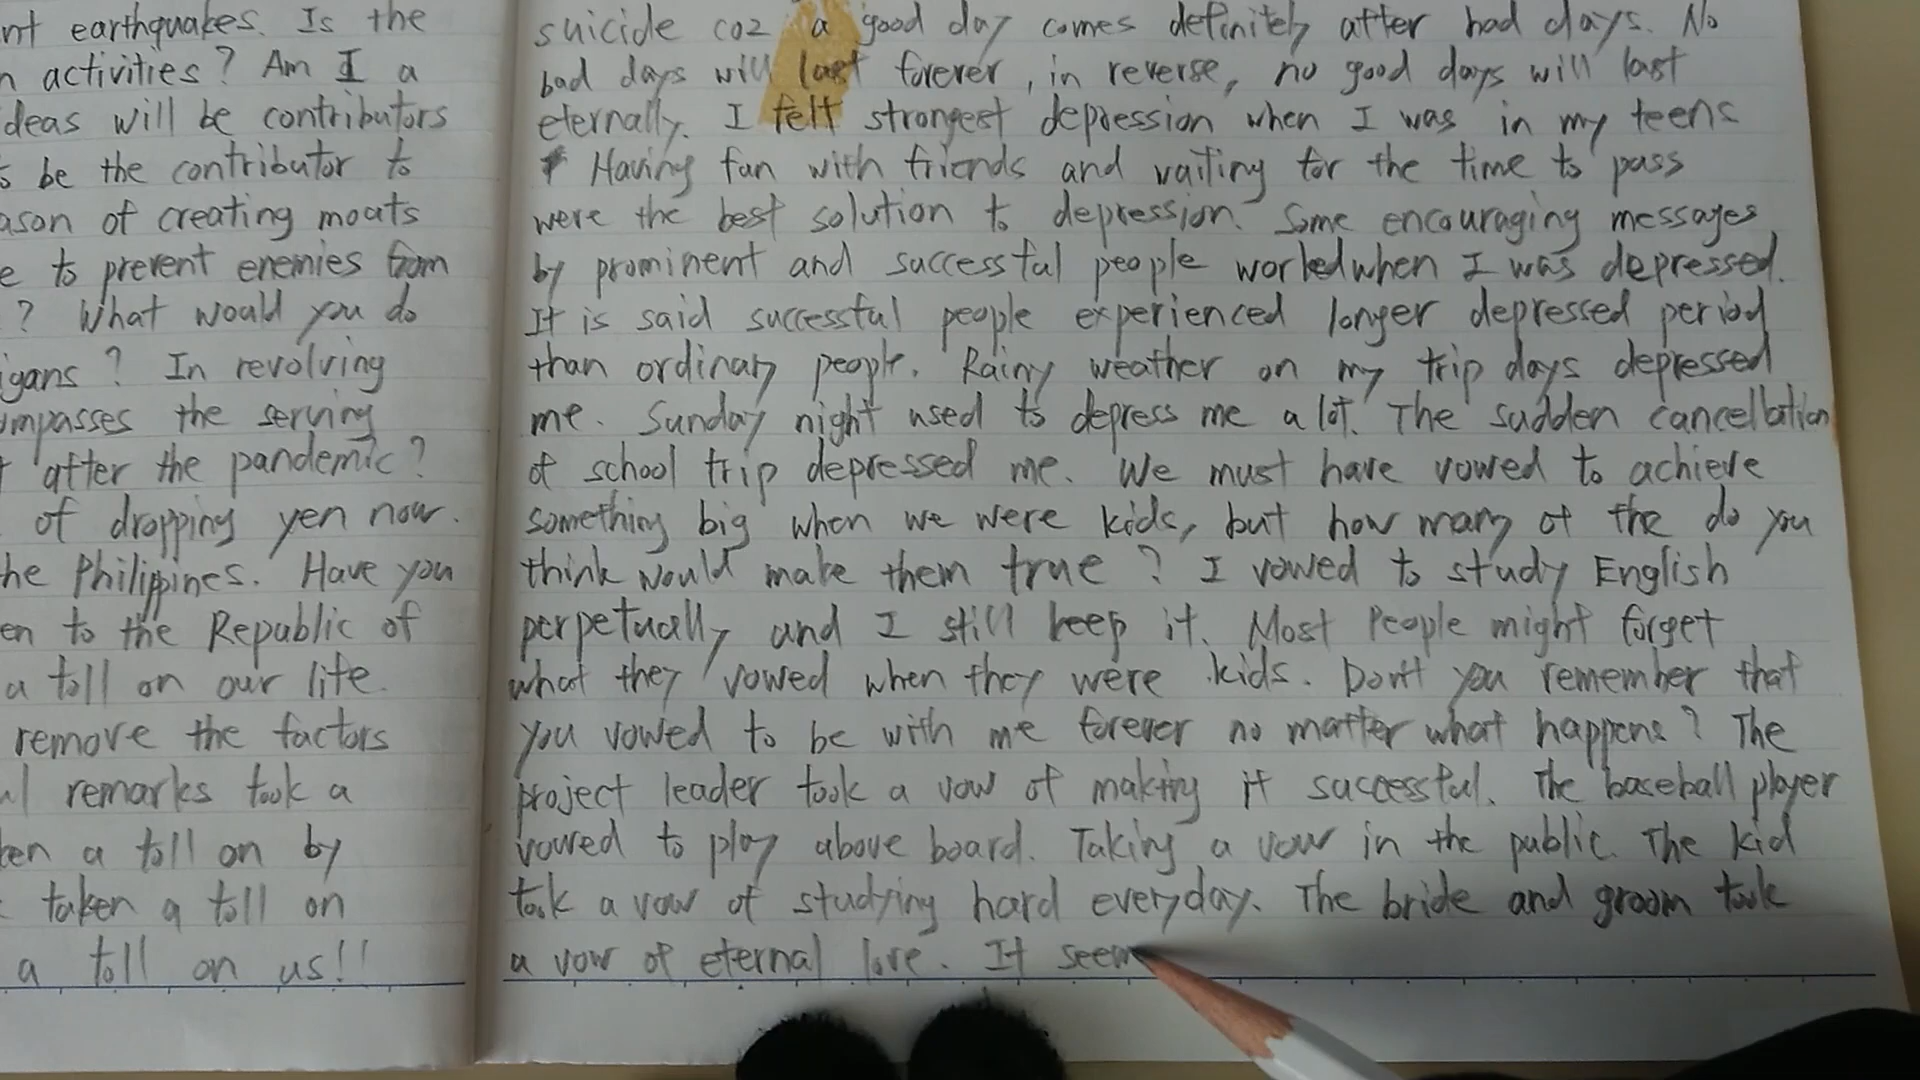 nt earthquakes. Is the
n activities? Am I a
deas will be contributors
s be the contributor to
ason of creating moats
e to prevent enemies from
? What would you do
igans? In revolving
mpasses the serving
t after the pandemic?
of dropping yen now.
he Philippines. Have you
en to the Republic of
a toll on our life.
remove the factors
l remarks took a
ken a toll on by
taken a toll on
a toll on us!!
suicide coz a good day comes definitely after bad days. No
bad days will last forever, in reverse, no good days will last
eternally. I felt strongest depression when I was in my teens
Having fun with friends and vaiting for the time to pass
were the best solution to depression. Some encouraging messages
by prominent and successful people worked when I was depressed.
It is said successful people experienced longer depressed period
than ordinary people. Rainy weather on my trip days depressed
me. Sunday night used to depress me a lot. The sudden cancellation
of school trip depressed me. We must have vowed to achieve
something big when we were kids, but how many of the do you
think would make them true? I vowed to study English
perpetually and I still keep it. Most People might forget
what they vowed when they were kids. Don't you remember that
you vowed to be with me forever no matter what happens? The
project leader took a vow of making it successful. The baseball player
vowed to play above board. Taking a vow in the public. The kid
took a vow of studying hard everyday. The bride and groom took
a vow of eternal love. It seem